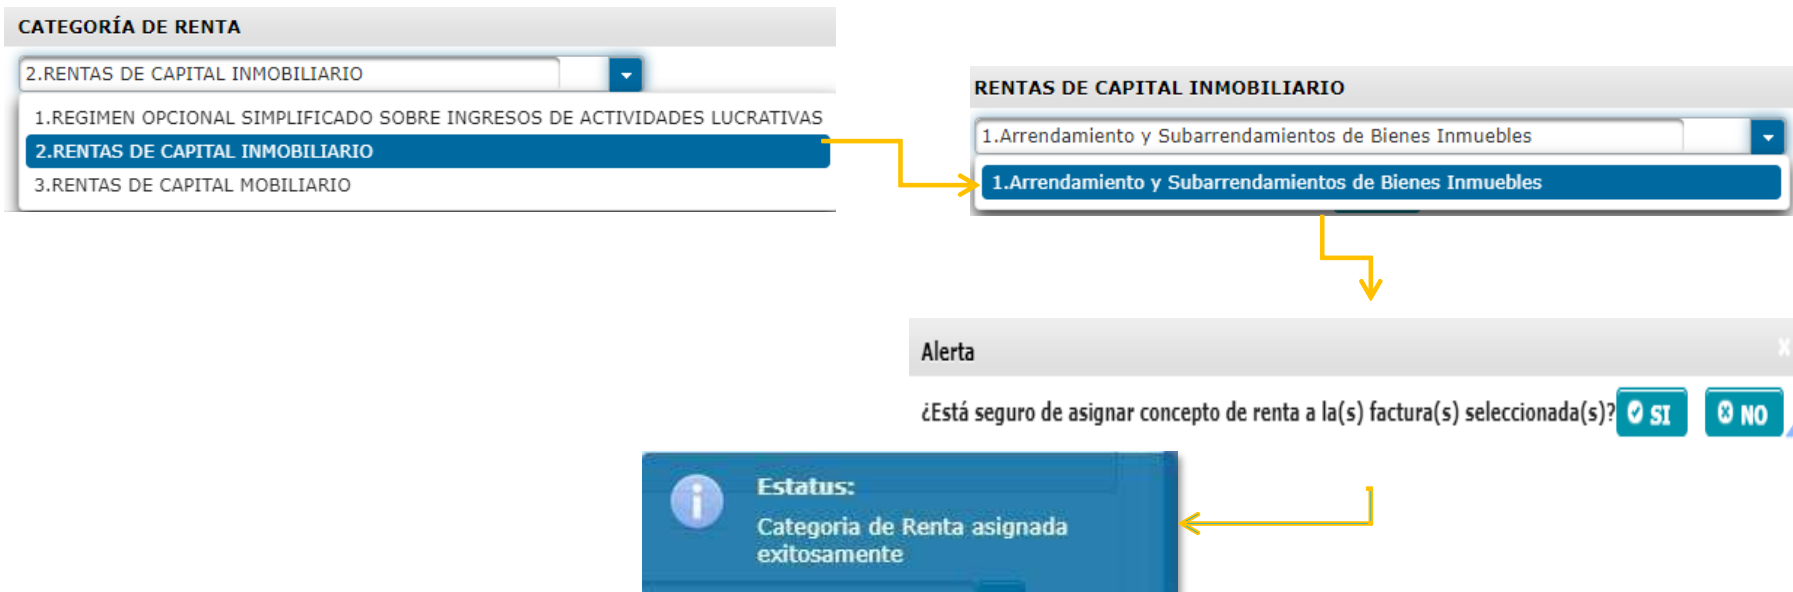 CATEGORÍA DE RENTA
2.RENTAS DE CAPITAL INMOBILIARIO
1.REGIMEN OPCIONAL SIMPLIFICADO SOBRE INGRESOS DE ACTIVIDADES LUCRATIVAS
2.RENTAS DE CAPITAL INMOBILIARIO
3.RENTAS DE CAPITAL MOBILIARIO
RENTAS DE CAPITAL INMOBILIARIO
1.Arrendamiento y Subarrendamientos de Bienes Inmuebles
1.Arrendamiento y Subarrendamientos de Bienes Inmuebles
Alerta
¿Está seguro de asignar concepto de renta a la(s) factura(s) seleccionada(s)? SI NO
Estatus:
Categoria de Renta asignada
exitosamente